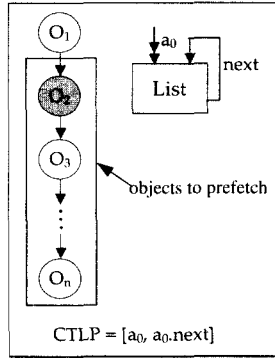 O1
a0
next
List
O2
O3
objects to prefetch
On
CTLP = [a0, a0.next]